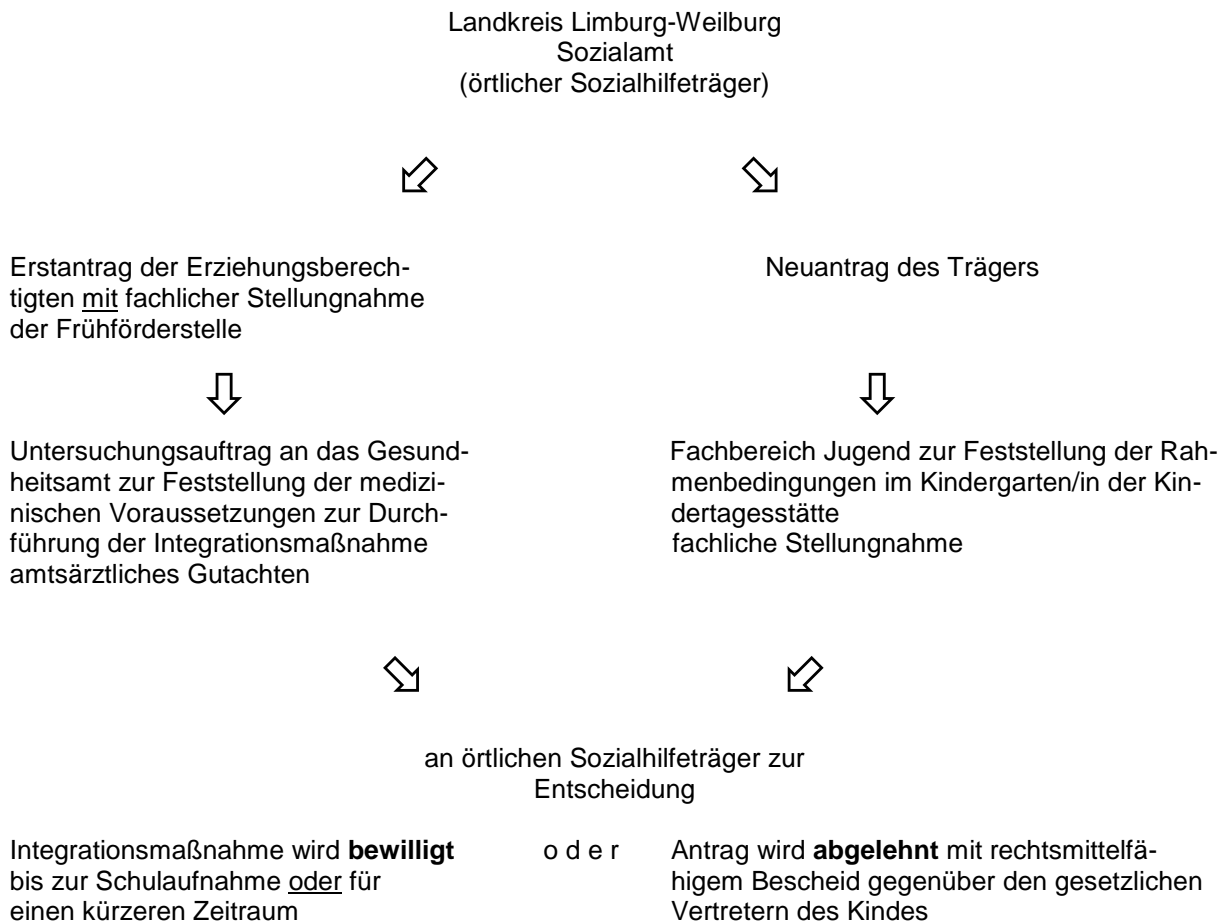 Landkreis Limburg-Weilburg
Sozialamt
(örtlicher Sozialhilfeträger)
Erstantrag der Erziehungsberech-
tigten mit fachlicher Stellungnahme
der Frühförderstelle
Neuantrag des Trägers
Untersuchungsauftrag an das Gesund-
heitsamt zur Feststellung der medizi-
nischen Voraussetzungen zur Durch-
führung der Integrationsmaßnahme
amtsärztliches Gutachten
Fachbereich Jugend zur Feststellung der Rah-
menbedingungen im Kindergarten/in der Kin-
dertagesstätte
fachliche Stellungnahme
an örtlichen Sozialhilfeträger zur
Entscheidung
Integrationsmaßnahme wird bewilligt
bis zur Schulaufnahme oder für
einen kürzeren Zeitraum
o d e r
Antrag wird abgelehnt mit rechtsmittelfä-
higem Bescheid gegenüber den gesetzlichen
Vertretern des Kindes